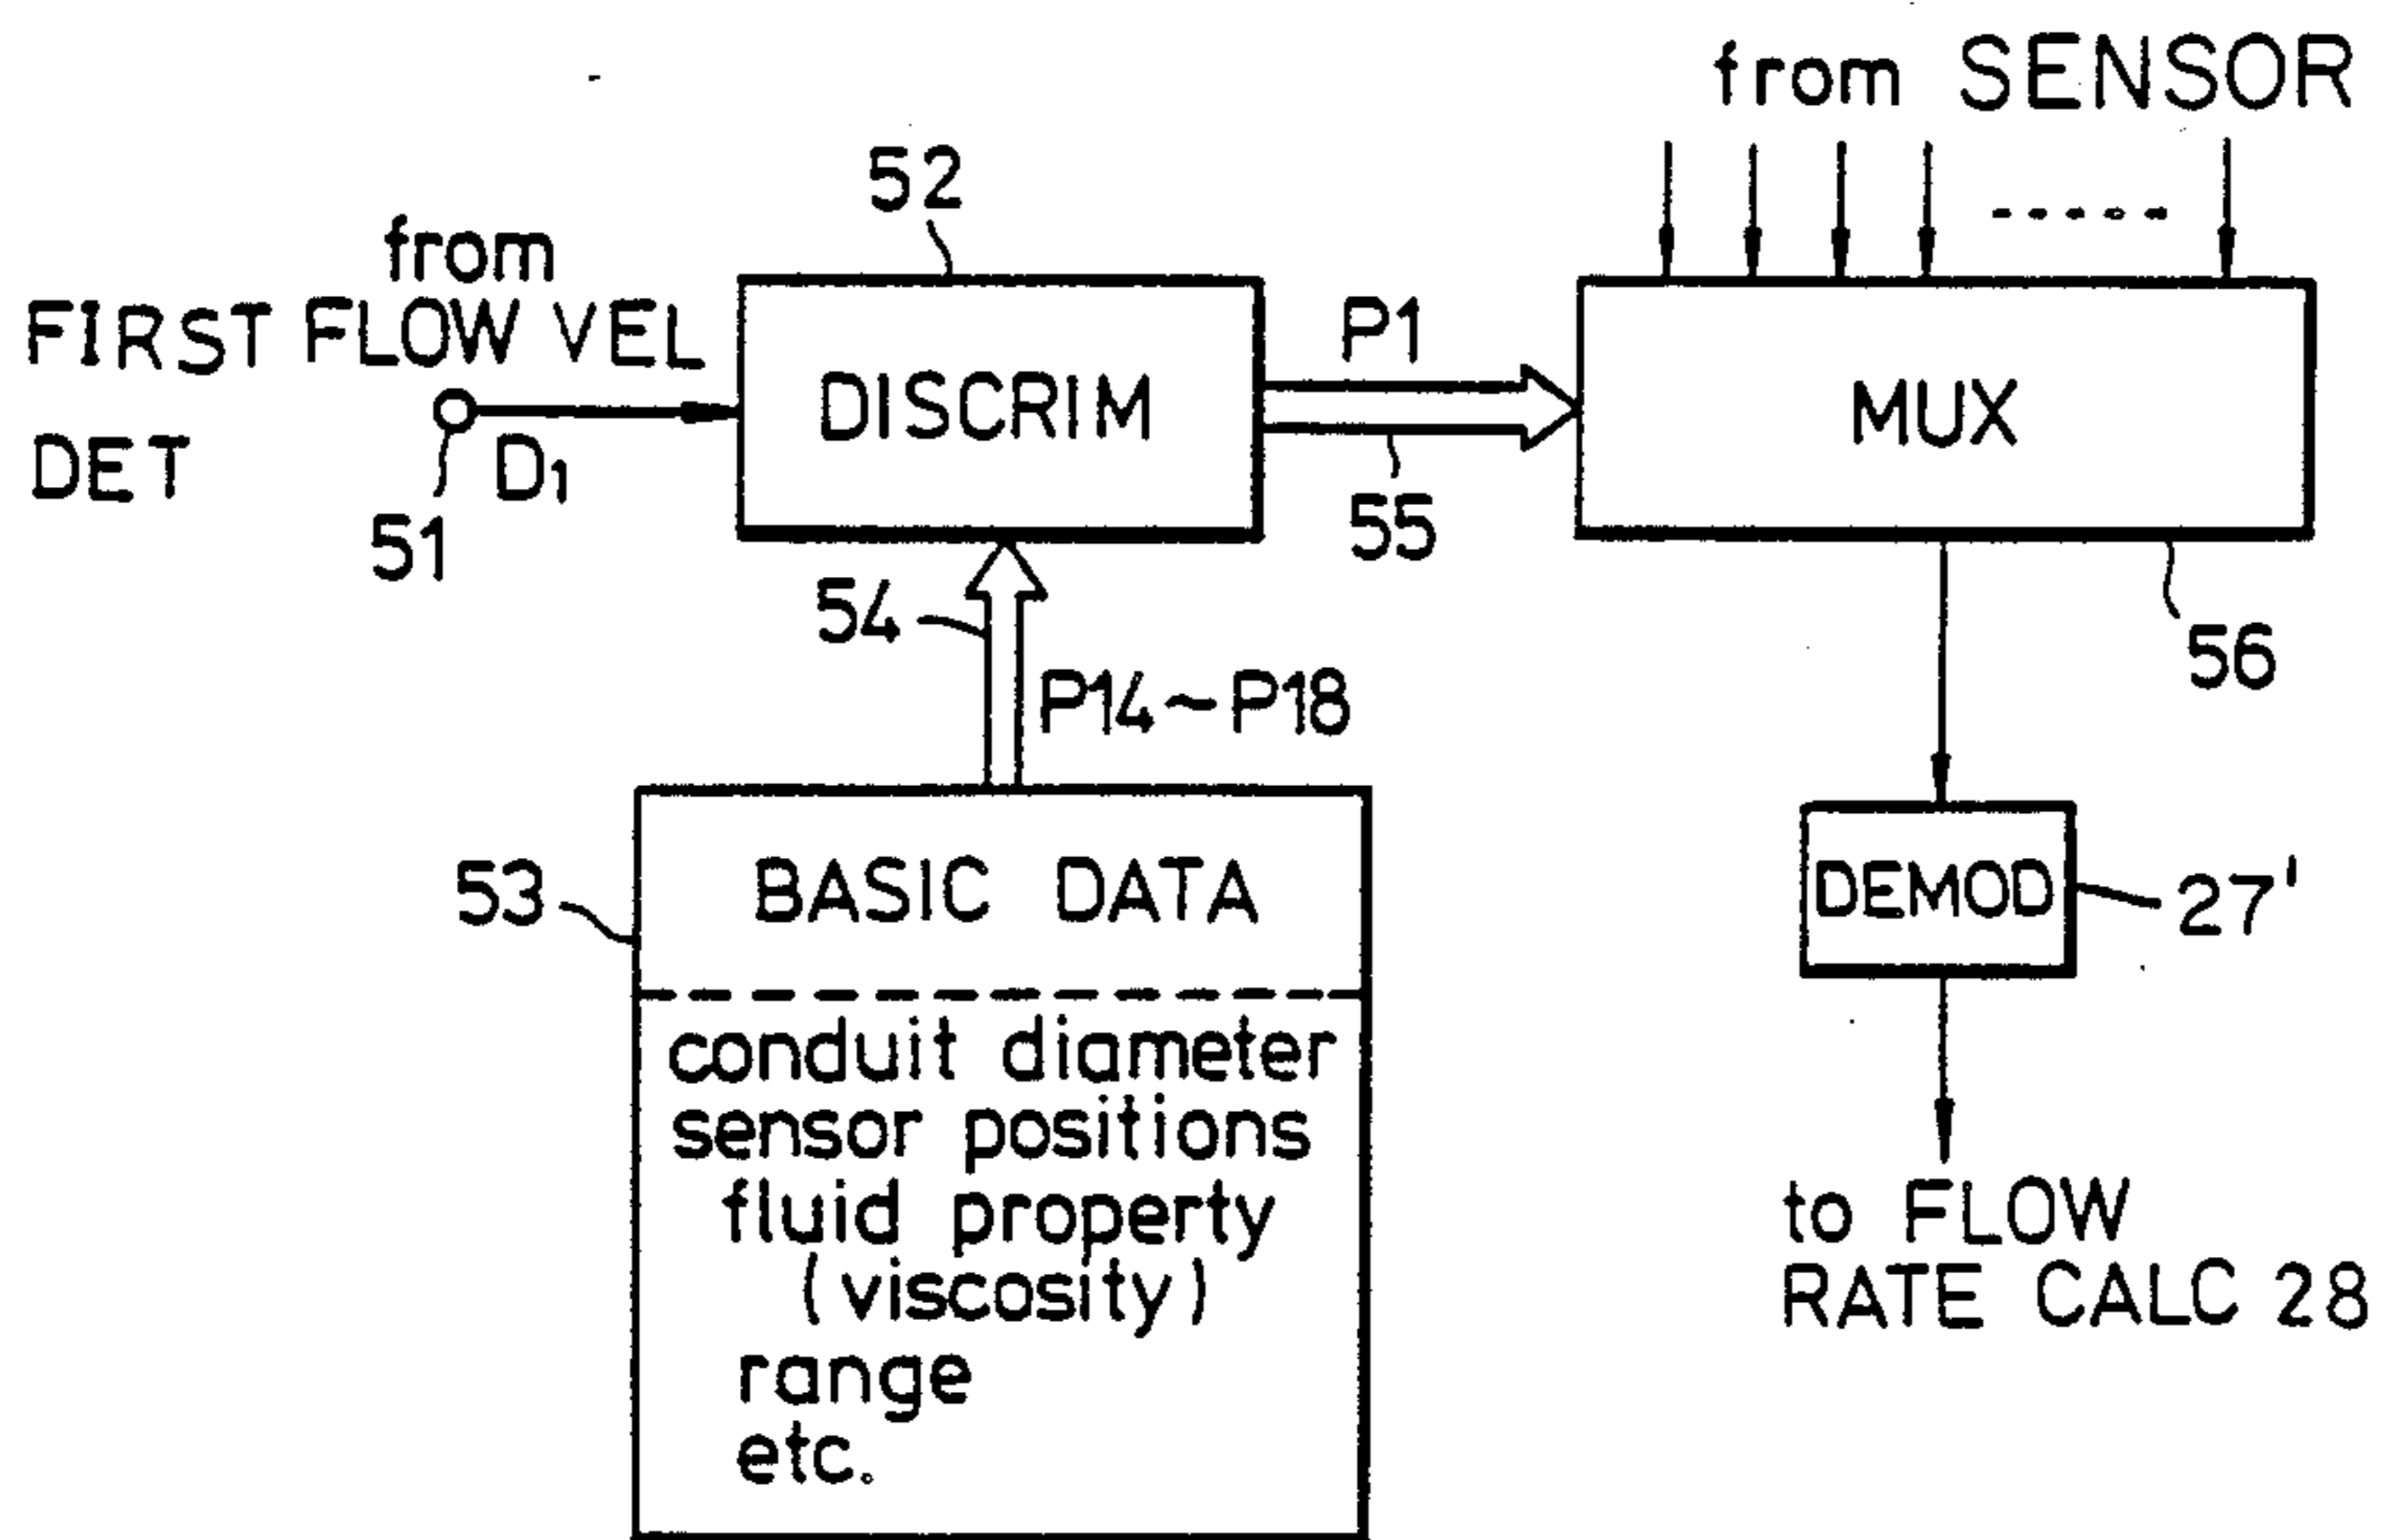 from SENSOR
52
from
FIRST FLOW VEL
DET
D1
51
DISCRIM
P1
55
MUX
56
54
P14~P18
53
BASIC DATA
conduit diameter
sensor positions
fluid property
(viscosity)
range
etc.
DEMOD
27'
to FLOW
RATE CALC 28